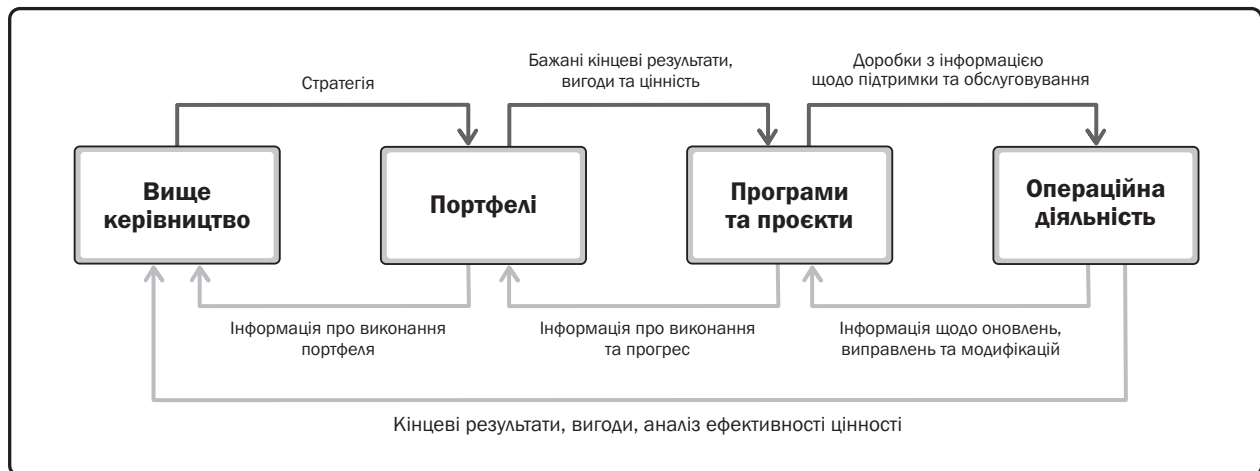 Стратегія
Бажані кінцеві результати,
вигоди та цінність
Доробки з інформацією
щодо підтримки та обслуговування
Вище
керівництво
Портфелі
Програми
та проєкти
Операційна
діяльність
Інформація про виконання
портфеля
Інформація про виконання
та прогрес
Інформація щодо оновлень,
виправлень та модифікацій
Кінцеві результати, вигоди, аналіз ефективності цінності